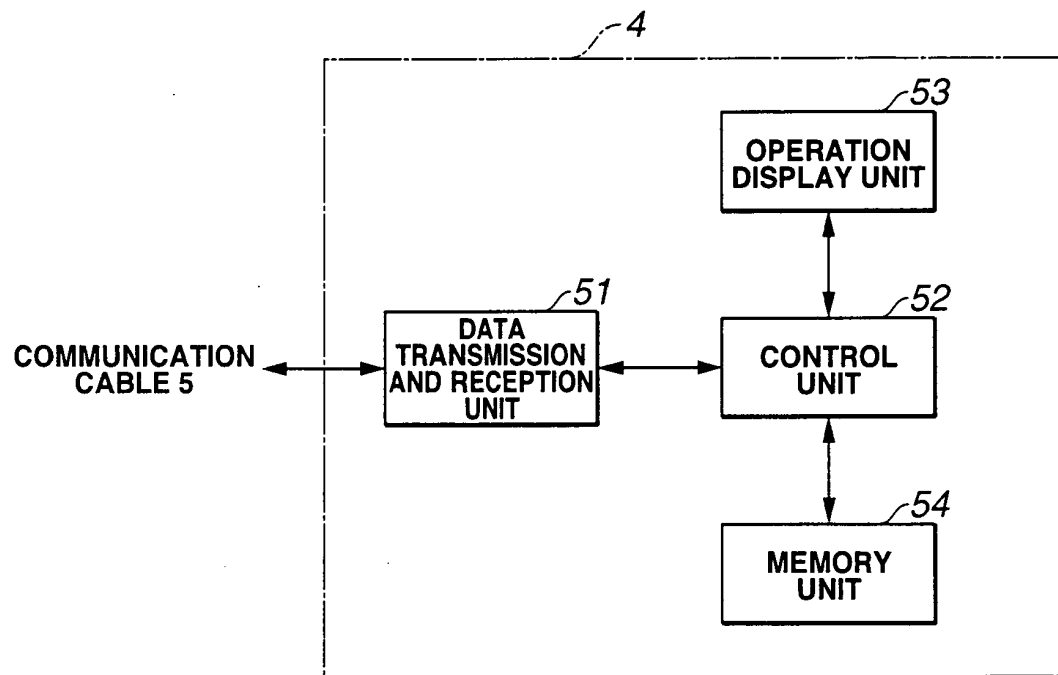 4
53
OPERATION
DISPLAY UNIT
51
DATA
TRANSMISSION
AND RECEPTION
UNIT
52
CONTROL
UNIT
COMMUNICATION
CABLE 5
54
MEMORY
UNIT